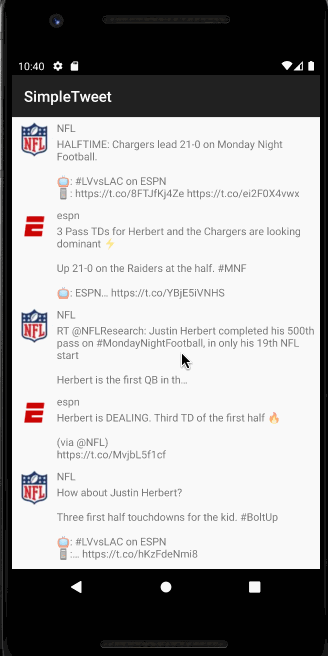 10:40
SimpleTweet
NFL
HALFTIME: Chargers lead 21-0 on Monday Night
Football.
📺: #LVvsLAC on ESPN
📱: https://t.co/8FTJfKj4Ze https://t.co/ei2F0X4vwx
espn
3 Pass TDs for Herbert and the Chargers are looking
dominant ⚡
Up 21-0 on the Raiders at the half. #MNF
📺: ESPN… https://t.co/YBjE5iVNHS
NFL
RT @NFLResearch: Justin Herbert completed his 500th
pass on #MondayNightFootball, in only his 19th NFL
start
Herbert is the first QB in th…
espn
Herbert is DEALING. Third TD of the first half 🔥
(via @NFL)
https://t.co/MvjbL5f1cf
NFL
How about Justin Herbert?
Three first half touchdowns for the kid. #BoltUp
📺: #LVvsLAC on ESPN
📱:… https://t.co/hKzFdeNmi8